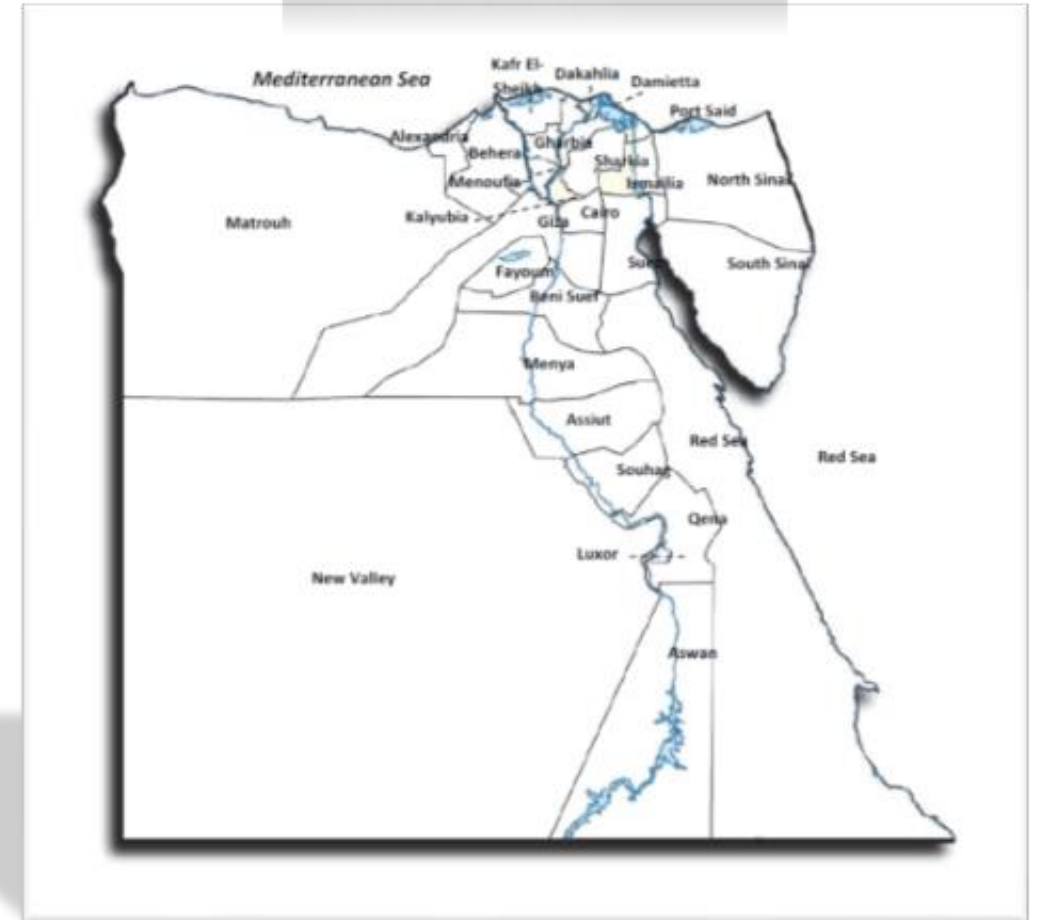 Mediterranean Sea
Kafr El-
Sheikh
Dakahlia
Damietta
Port Said
Alexandria
Behera
Gharbia
Sharkia
Menoufia
Ismailia
North Sinai
Kalyubia
Giza
Cairo
Matrouh
Fayoum
Suez
South Sinai
Beni Suef
Menya
Assiut
Red Sea
Red Sea
Souhag
Qena
Luxor
New Valley
Aswan